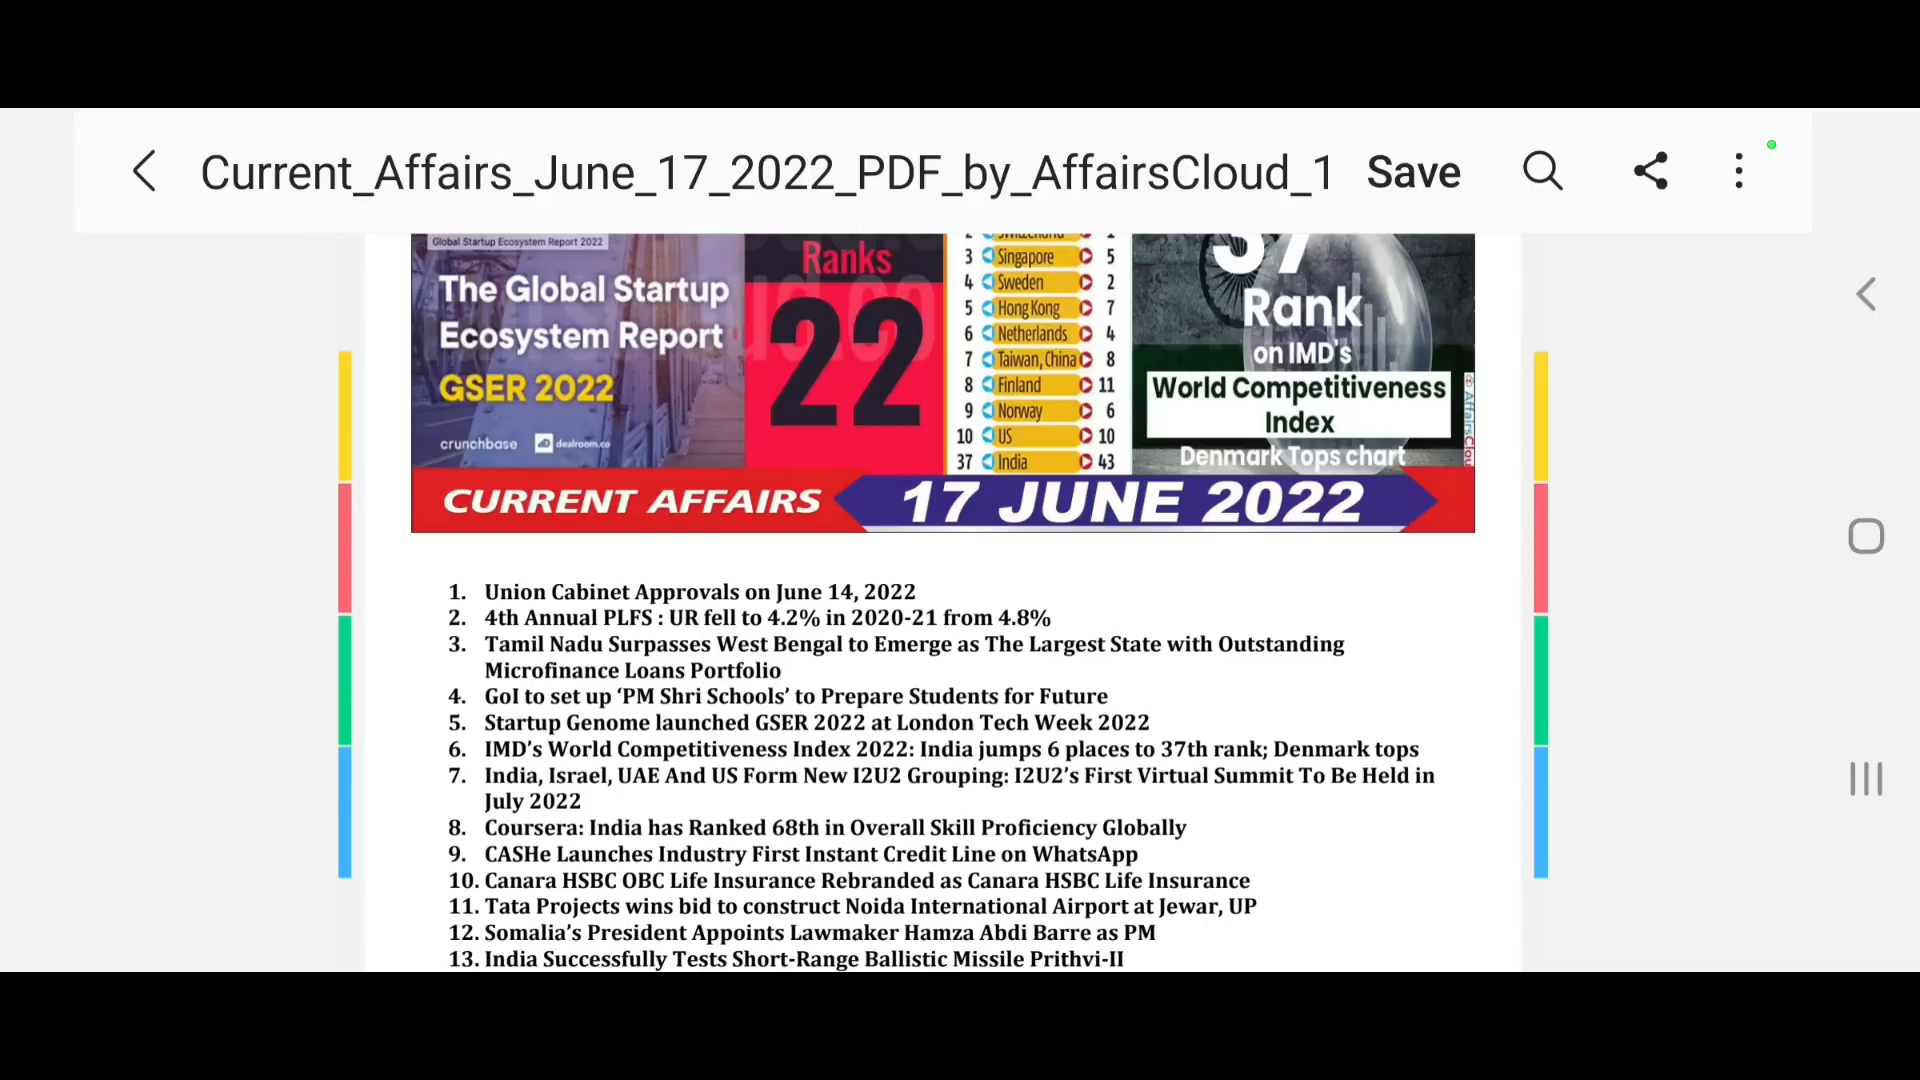 Current_Affairs_June_17_2022_PDF_by_AffairsCloud_1 Save
Global Startup Ecosystem Report 2022
The Global Startup
Ecosystem Report
GSER 2022
crunchbase dealroom.co
Ranks
22
2 Switzerland 1
3 Singapore 5
4 Sweden 2
5 Hong Kong 7
6 Netherlands 4
7 Taiwan, China 8
8 Finland 11
9 Norway 6
10 US 10
37 India 43
37
Rank
on IMD's
World Competitiveness
Index
Denmark Tops chart
CURRENT AFFAIRS 17 JUNE 2022
1. Union Cabinet Approvals on June 14, 2022
2. 4th Annual PLFS : UR fell to 4.2% in 2020-21 from 4.8%
3. Tamil Nadu Surpasses West Bengal to Emerge as The Largest State with Outstanding
Microfinance Loans Portfolio
4. GoI to set up ‘PM Shri Schools’ to Prepare Students for Future
5. Startup Genome launched GSER 2022 at London Tech Week 2022
6. IMD’s World Competitiveness Index 2022: India jumps 6 places to 37th rank; Denmark tops
7. India, Israel, UAE And US Form New I2U2 Grouping: I2U2’s First Virtual Summit To Be Held in
July 2022
8. Coursera: India has Ranked 68th in Overall Skill Proficiency Globally
9. CASHe Launches Industry First Instant Credit Line on WhatsApp
10. Canara HSBC OBC Life Insurance Rebranded as Canara HSBC Life Insurance
11. Tata Projects wins bid to construct Noida International Airport at Jewar, UP
12. Somalia’s President Appoints Lawmaker Hamza Abdi Barre as PM
13. India Successfully Tests Short-Range Ballistic Missile Prithvi-II